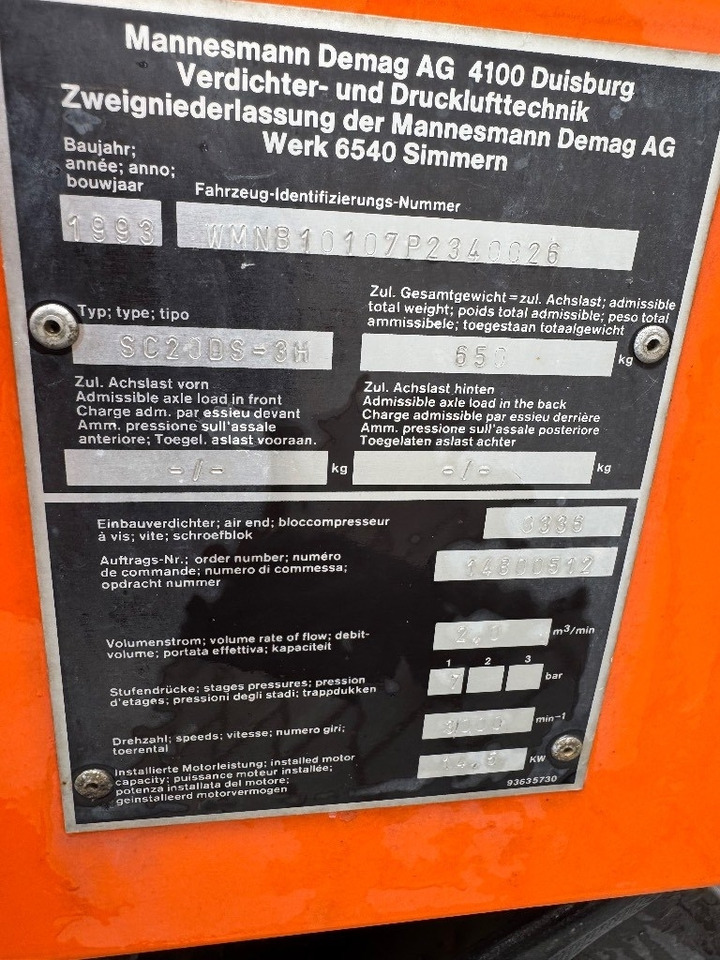 Mannesmann Demag AG 4100 Duisburg
Verdichter- und Drucklufttechnik
Zweigniederlassung der Mannesmann Demag AG
Werk 6540 Simmern
Baujahr;
année; anno;
bouwjaar
Fahrzeug-Identifizierungs-Nummer
1993
WMNB10107P2340026
Typ; type; tipo
Zul. Gesamtgewicht = zul. Achslast; admissible
total weight; poids total admissible; peso total
ammissibele; toegestaan totaalgewicht
SC20DS-3H
650 kg
Zul. Achslast vorn
Admissible axle load in front
Charge adm. par essieu devant
Amm. pressione sull'assale
anteriore; Toegel. aslast vooraan.
Zul. Achslast hinten
Admissible axle load in the back
Charge admissible par essieu derrière
Amm. pressione sull'assale posteriore
Toegelaten aslast achter
-/- kg
-/- kg
Einbauverdichter; air end; bloccompresseur
à vis; vite; schroefblok
Auftrags-Nr.; order number; numéro
de commande; numero di commessa;
opdracht nummer
14600512
Volumenstrom; volume rate of flow; debit-
volume; portata effettiva; kapaciteit
2,0 m³/min
1 2 3
Stufendrücke; stages pressures; pression
d'etages; pressioni degli stadi; trappdukken
7 bar
Drehzahl; speeds; vitesse; numero giri;
toerental
min⁻¹
Installierte Motorleistung; installed motor
capacity; puissance moteur installée;
potenza installata del motore;
geinstalleerd motorvermogen
KW
93635730